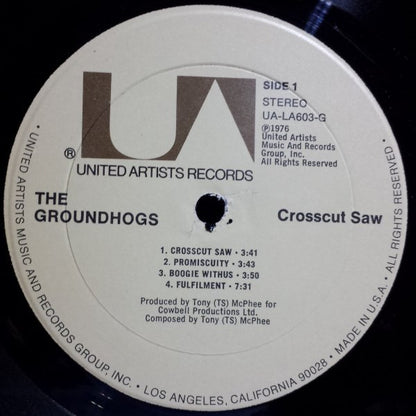 UA
®
UNITED ARTISTS RECORDS
SIDE 1
STEREO
UA-LA603-G
℗1976
United Artists
Music And Records
Group, Inc.
All Rights Reserved
THE
GROUNDHOGS
Crosscut Saw
1. CROSSCUT SAW • 3:41
2. PROMISCUITY • 3:43
3. BOOGIE WITHUS • 3:50
4. FULFILMENT • 7:31
Produced by Tony (TS) McPhee for
Cowbell Productions Ltd.
Composed by Tony (TS) McPhee
• UNITED ARTISTS MUSIC AND RECORDS GROUP, INC. • LOS ANGELES, CALIFORNIA 90028 • MADE IN U.S.A. • ALL RIGHTS RESERVED •